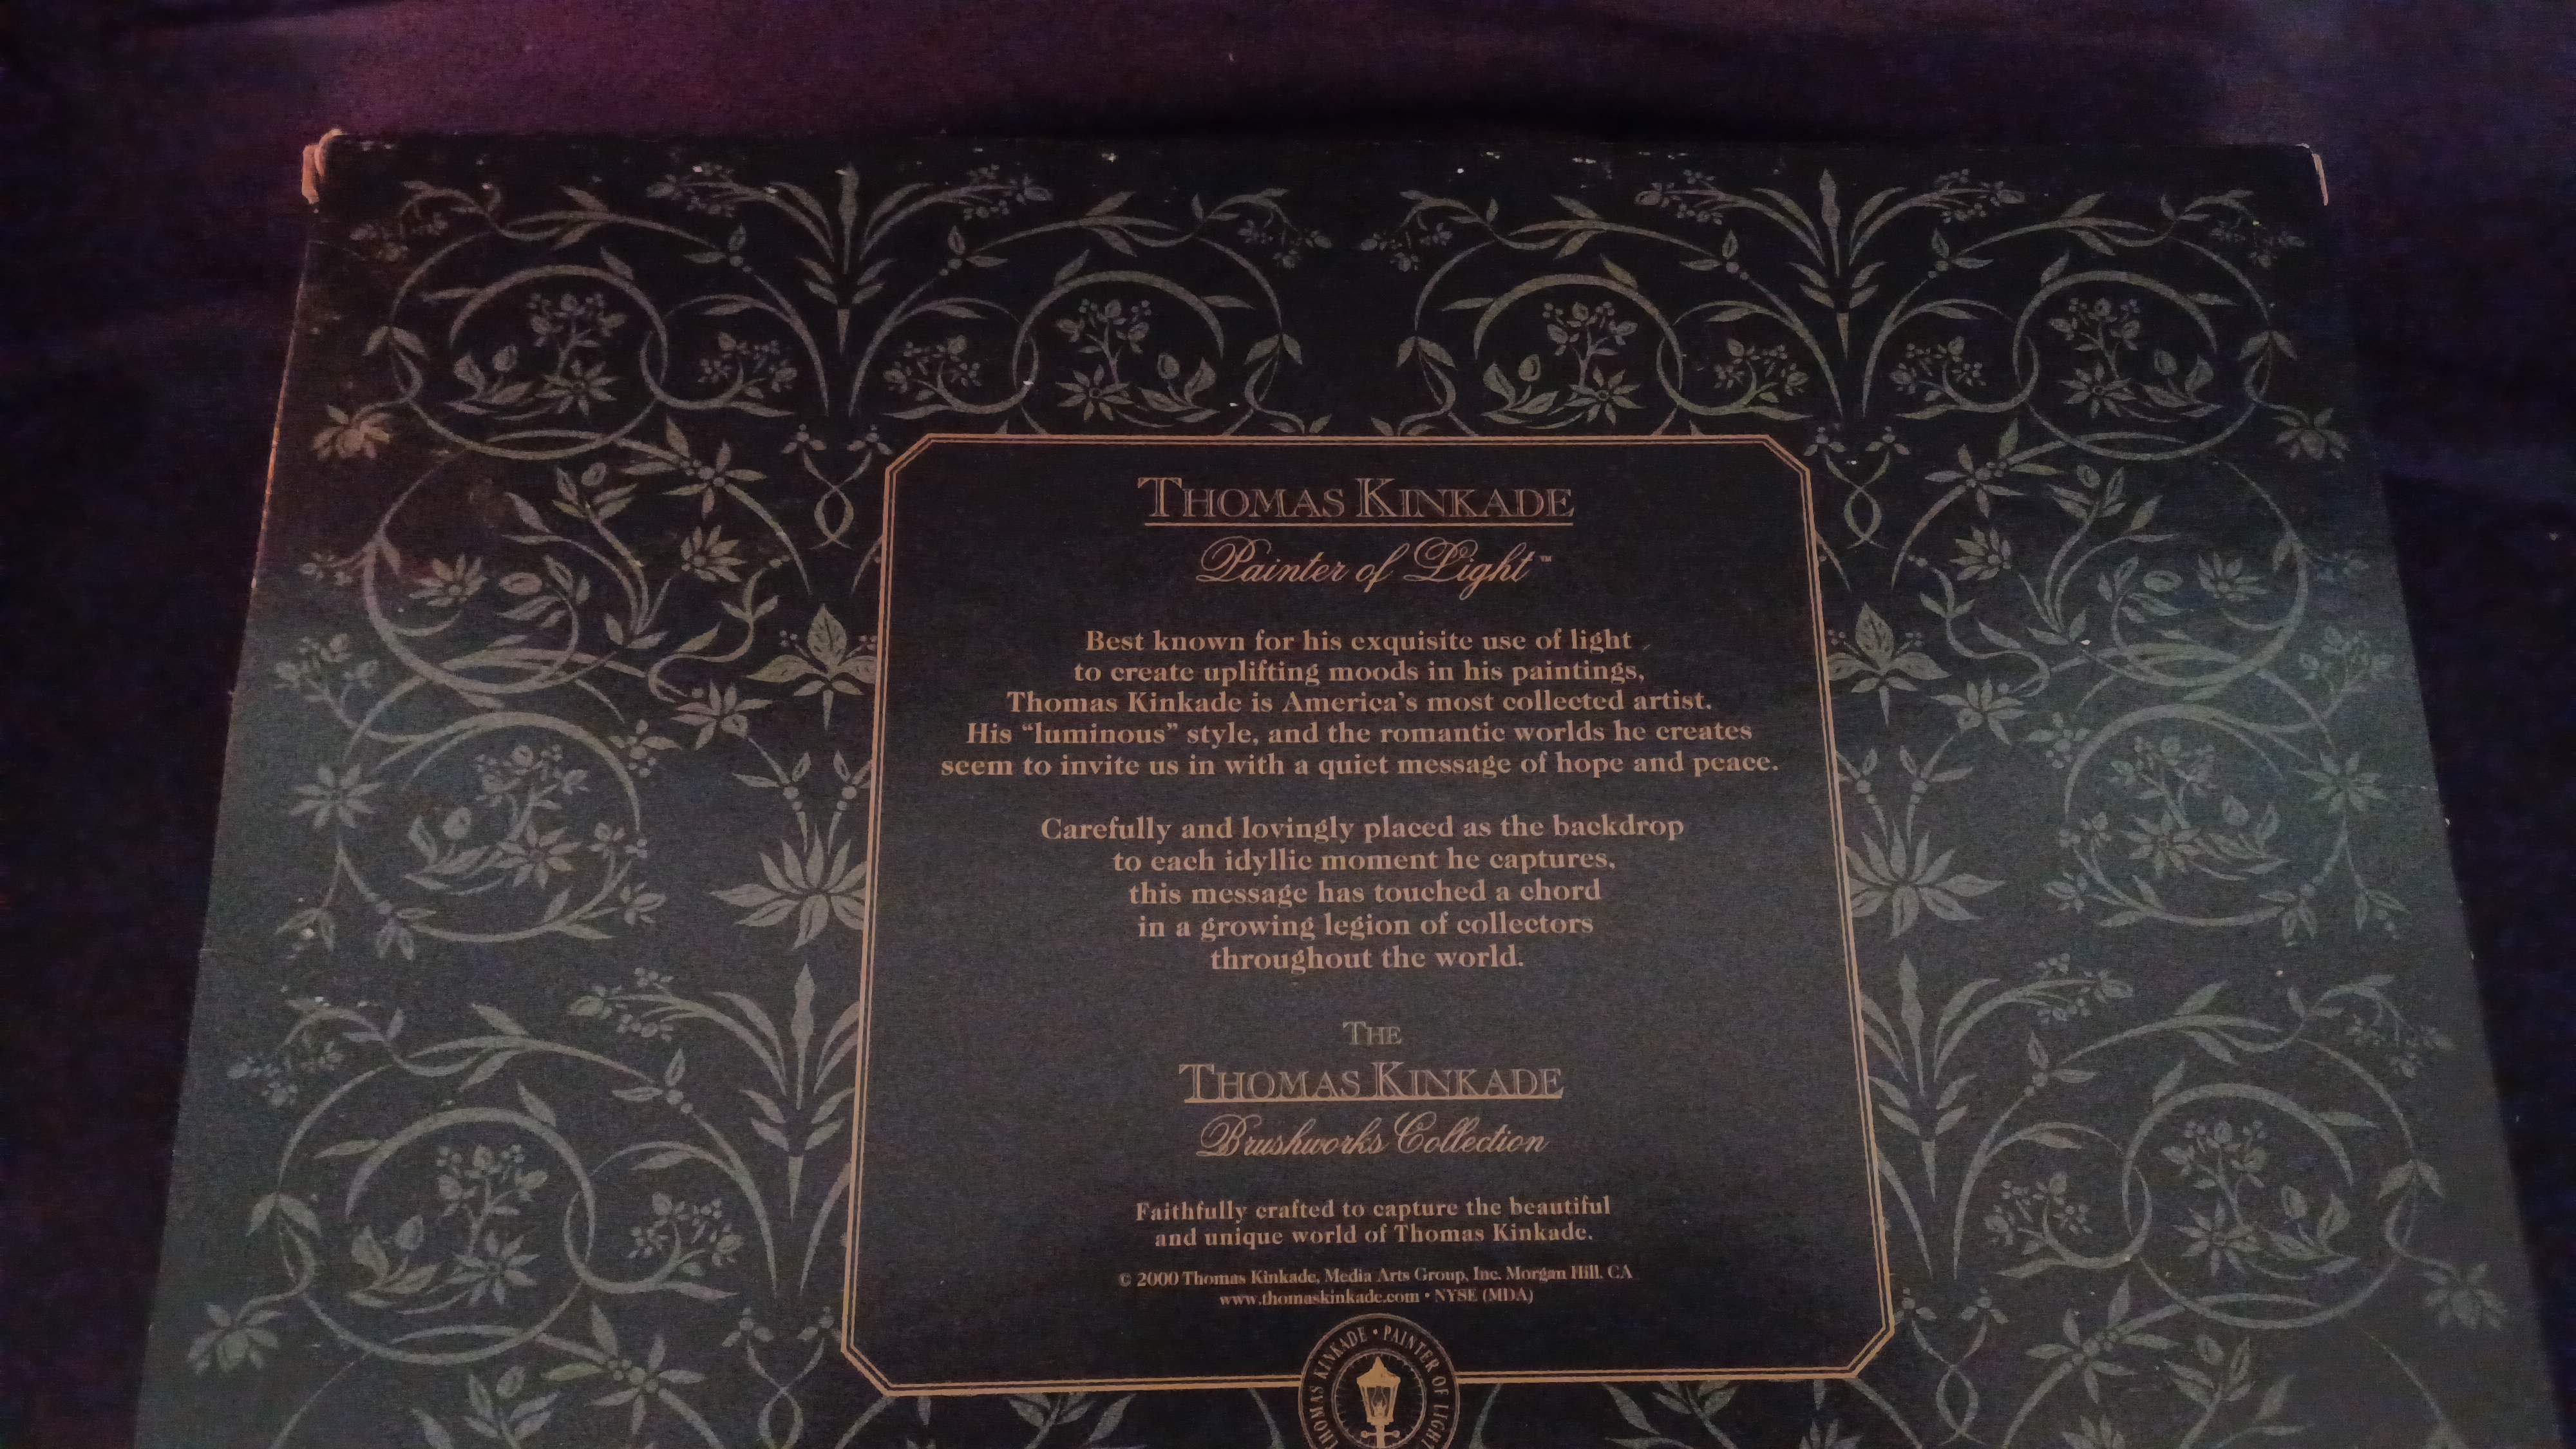 THOMAS KINKADE
Painter of Light™
Best known for his exquisite use of light
to create uplifting moods in his paintings,
Thomas Kinkade is America's most collected artist.
His “luminous” style, and the romantic worlds he creates
seem to invite us in with a quiet message of hope and peace.
Carefully and lovingly placed as the backdrop
to each idyllic moment he captures,
this message has touched a chord
in a growing legion of collectors
throughout the world.
THE
THOMAS KINKADE
Brushworks Collection
Faithfully crafted to capture the beautiful
and unique world of Thomas Kinkade.
© 2000 Thomas Kinkade, Media Arts Group, Inc. Morgan Hill, CA
www.thomaskinkade.com • NYSE (MDA)
THOMAS KINKADE • PAINTER OF LIGHT